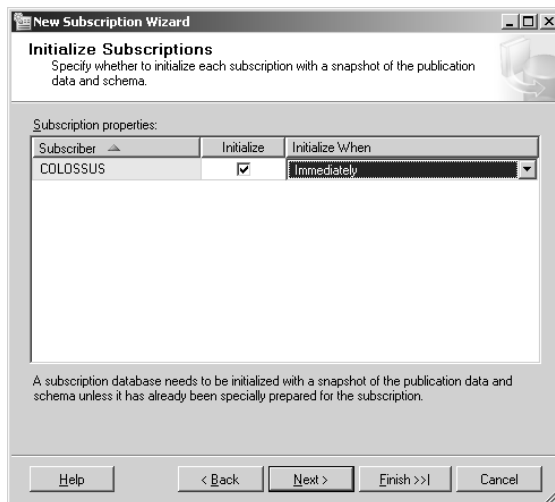 New Subscription Wizard
Initialize Subscriptions
Specify whether to initialize each subscription with a snapshot of the publication
data and schema.
Subscription properties:
Subscriber Initialize Initialize When
COLOSSUS Immediately
A subscription database needs to be initialized with a snapshot of the publication data and
schema unless it has already been specially prepared for the subscription.
Help < Back Next > Finish >>| Cancel